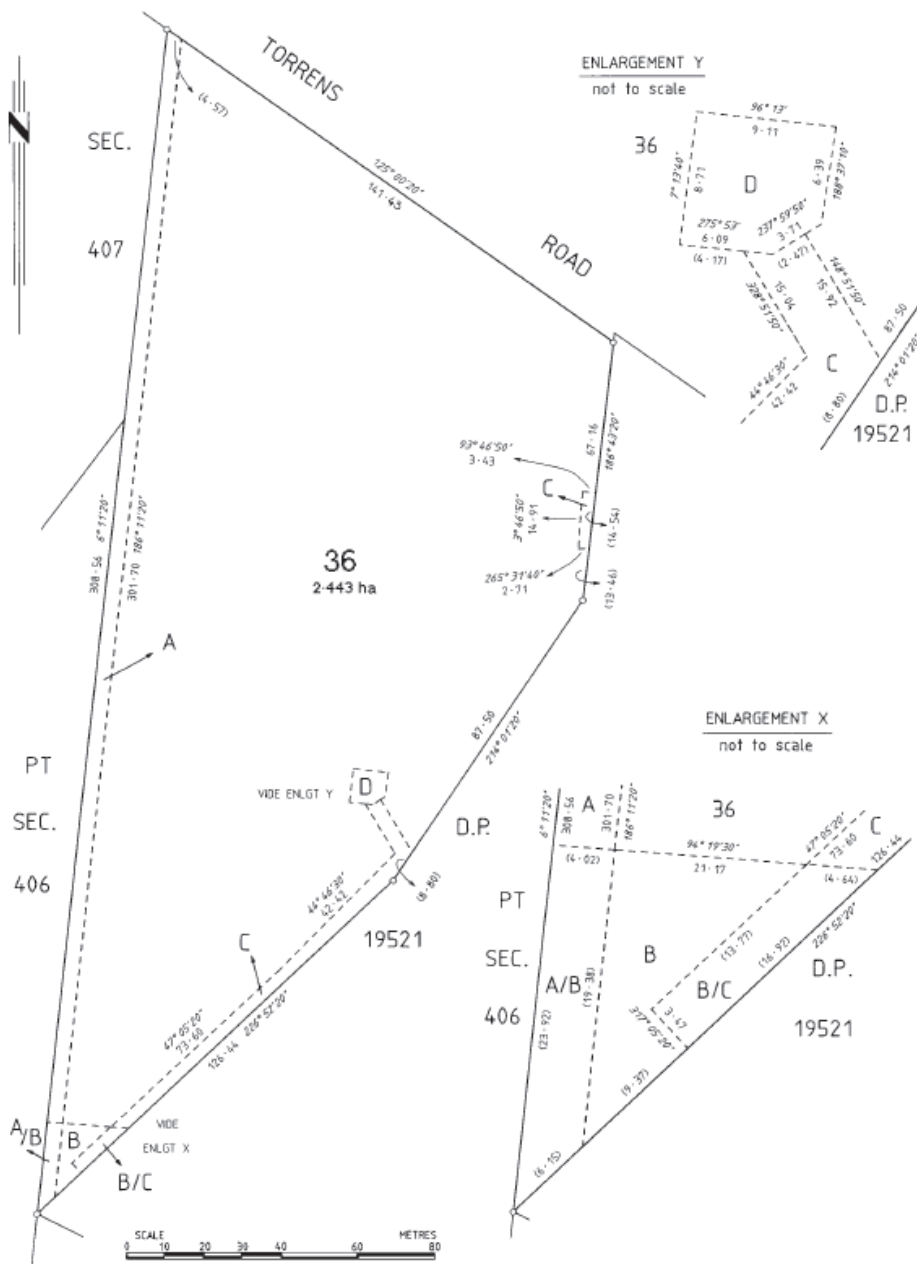 N
SEC.
407
PT
SEC.
406
TORRENS
ROAD
(4·57)
125° 00'20"
141·43
308·56 6° 11'20"
301·70 186° 11'20"
A
36
2·443 ha
67·16
186° 43'20"
93° 46'50"
3·43
C
3° 46'50"
14·91
(14·54)
265° 31'40"
2·71
(13·46)
87·50
214° 01'20"
VIDE ENLGT Y
D
D.P.
19521
(8·80)
44° 46'30"
42·42
C
47° 05'20"
73·60
126·44 226° 52'20"
A/B
B
VIDE
ENLGT X
B/C
SCALE METRES
0 10 20 30 40 60 80
ENLARGEMENT Y
not to scale
36
96° 13'
9·11
7° 13'40"
8·71
D
6·39
188° 37'10"
275° 53'
6·09
(4·17)
237° 59'50"
3·71
(2·47)
328° 51'50"
15·04
148° 51'50"
15·92
44° 46'30"
42·42
C
(8·80)
87·50
214° 01'20"
D.P.
19521
ENLARGEMENT X
not to scale
36
6° 11'20"
308·56
A
301·70
186° 11'20"
(4·02)
94° 19'30"
21·17
47° 05'20"
73·60
C
126·44
(4·64)
PT
SEC.
406
A/B
(23·92)
(19·38)
B
(13·77)
(16·92)
226° 52'20"
B/C
3·47
317° 05'20"
(9·37)
(6·15)
D.P.
19521